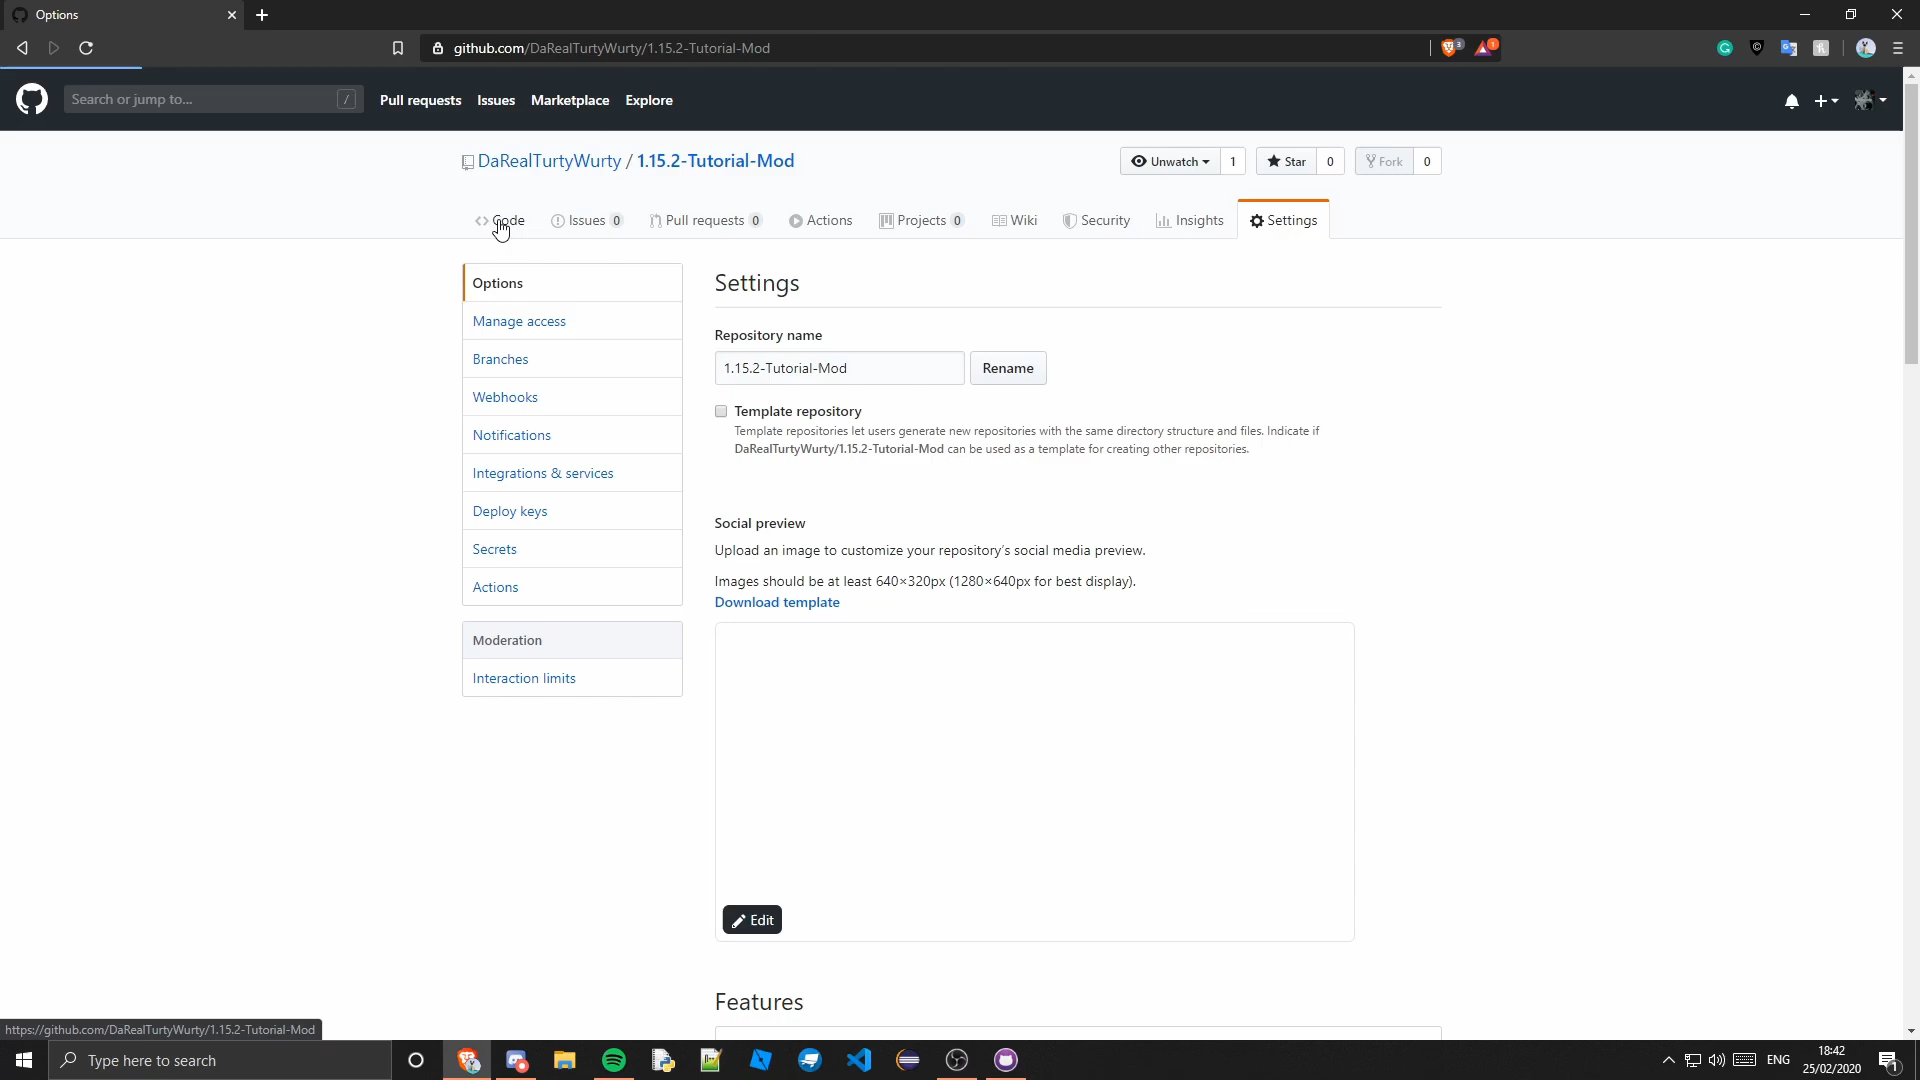 Options
github.com/DaRealTurtyWurty/1.15.2-Tutorial-Mod
3
1
Search or jump to...
/
Pull requests
Issues
Marketplace
Explore
DaRealTurtyWurty / 1.15.2-Tutorial-Mod
Unwatch 1
Star 0
Fork 0
Code
Issues 0
Pull requests 0
Actions
Projects 0
Wiki
Security
Insights
Settings
Options
Manage access
Branches
Webhooks
Notifications
Integrations & services
Deploy keys
Secrets
Actions
Moderation
Interaction limits
Settings
Repository name
1.15.2-Tutorial-Mod
Rename
Template repository
Template repositories let users generate new repositories with the same directory structure and files. Indicate if
DaRealTurtyWurty/1.15.2-Tutorial-Mod can be used as a template for creating other repositories.
Social preview
Upload an image to customize your repository's social media preview.
Images should be at least 640×320px (1280×640px for best display).
Download template
Edit
Features
https://github.com/DaRealTurtyWurty/1.15.2-Tutorial-Mod
Type here to search
ENG
18:42
25/02/2020
1